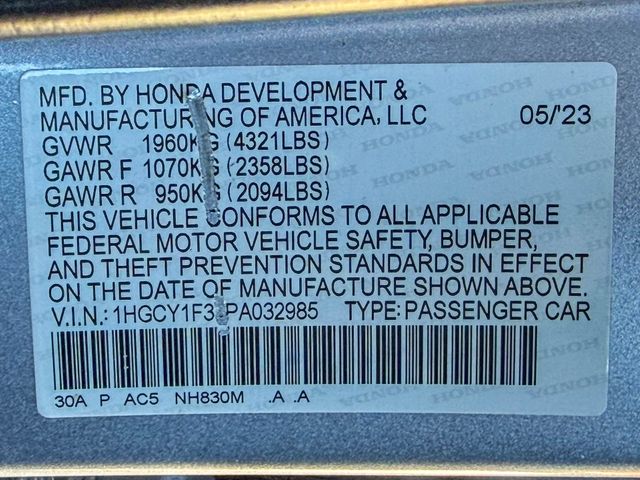 MFD. BY HONDA DEVELOPMENT &
MANUFACTURING OF AMERICA, LLC 05/'23
GVWR 1960KG (4321LBS)
GAWR F 1070KG (2358LBS)
GAWR R 950KG (2094LBS)
THIS VEHICLE CONFORMS TO ALL APPLICABLE
FEDERAL MOTOR VEHICLE SAFETY, BUMPER,
AND THEFT PREVENTION STANDARDS IN EFFECT
ON THE DATE OF MANUFACTURE SHOWN ABOVE.
V.I.N.: TYPE: PASSENGER CAR
30A P AC5 NH830M .A .A